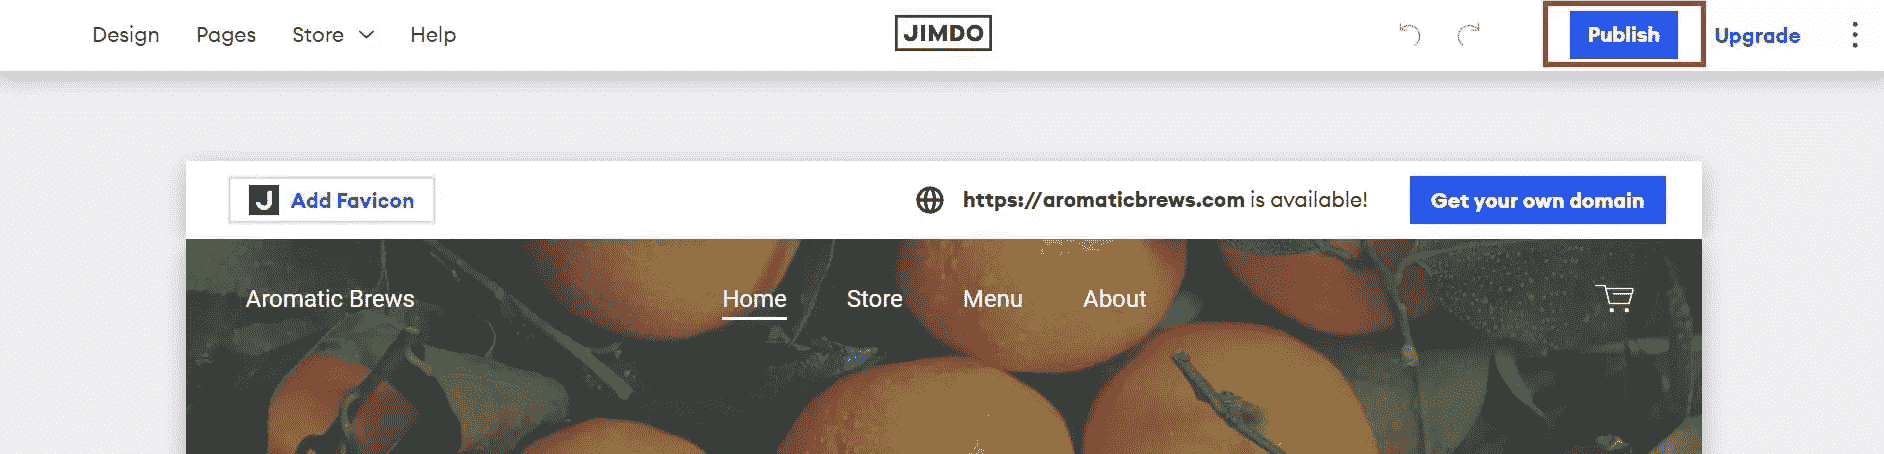 Design Pages Store Help JIMDO Publish Upgrade
J Add Favicon https://aromaticbrews.com is available! Get your own domain
Aromatic Brews Home Store Menu About